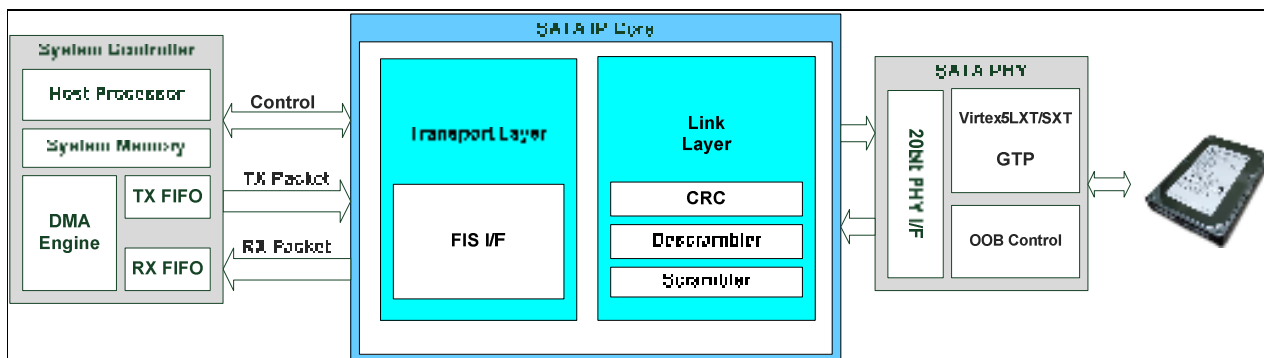 SATA IP Core
System Controller
Host Processor
System Memory
DMA
Engine
TX FIFO
RX FIFO
Control
TX Packet
RX Packet
Transport Layer
FIS I/F
Link
Layer
CRC
Descrambler
Scrambler
SATA PHY
20bit PHY I/F
Virtex5LXT/SXT
GTP
OOB Control